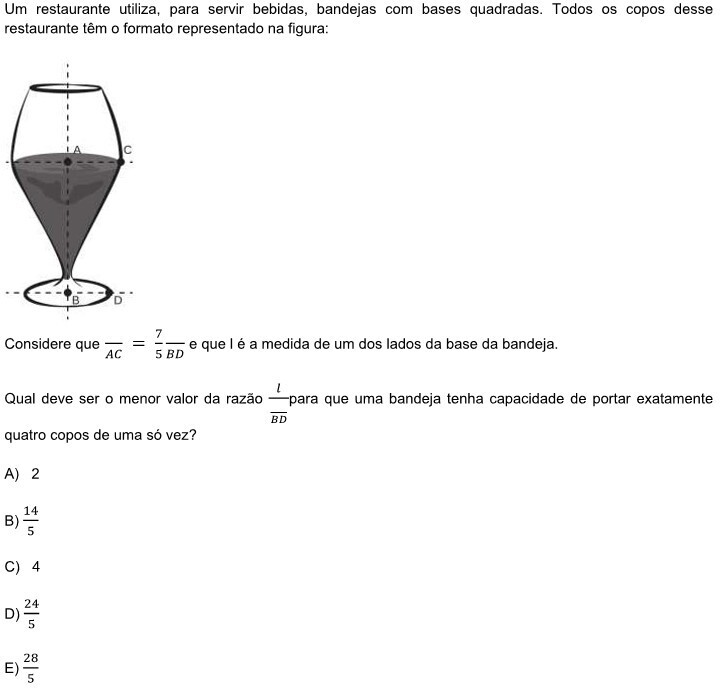 Um restaurante utiliza, para servir bebidas, bandejas com bases quadradas. Todos os copos desse
restaurante têm o formato representado na figura:
A
C
B
D
Considere que \overline{AC} = \frac{7}{5} \overline{BD} e que l é a medida de um dos lados da base da bandeja.
Qual deve ser o menor valor da razão \frac{l}{\overline{BD}} para que uma bandeja tenha capacidade de portar exatamente
quatro copos de uma só vez?
A) 2
B) \frac{14}{5}
C) 4
D) \frac{24}{5}
E) \frac{28}{5}